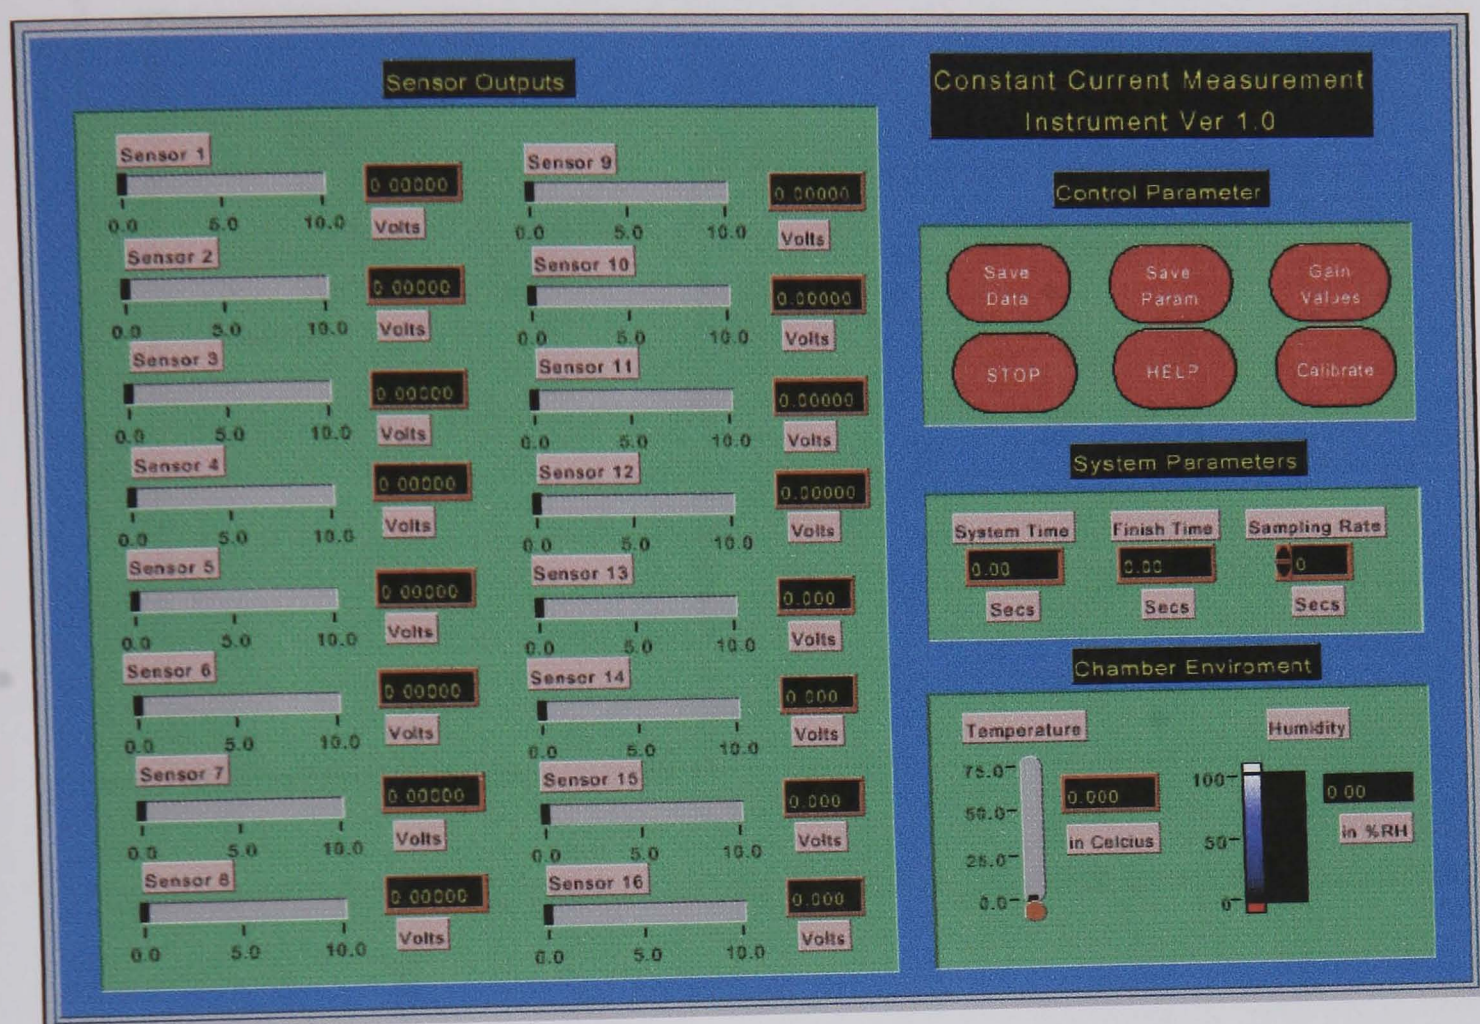 Sensor Outputs
Sensor 1
0.00000
0.0 5.0 10.0
Volts
Sensor 2
0.00000
0.0 5.0 10.0
Volts
Sensor 3
0.00000
0.0 5.0 10.0
Volts
Sensor 4
0.00000
0.0 5.0 10.0
Volts
Sensor 5
0.00000
0.0 5.0 10.0
Volts
Sensor 6
0.00000
0.0 5.0 10.0
Volts
Sensor 7
0.00000
0.0 5.0 10.0
Volts
Sensor 8
0.00000
0.0 5.0 10.0
Volts
Sensor 9
0.00000
0.0 5.0 10.0
Volts
Sensor 10
0.00000
0.0 5.0 10.0
Volts
Sensor 11
0.00000
0.0 5.0 10.0
Volts
Sensor 12
0.00000
0.0 5.0 10.0
Volts
Sensor 13
0.000
0.0 5.0 10.0
Volts
Sensor 14
0.000
0.0 5.0 10.0
Volts
Sensor 15
0.000
0.0 5.0 10.0
Volts
Sensor 16
0.000
0.0 5.0 10.0
Volts
Constant Current Measurement
Instrument Ver 1.0
Control Parameter
Save
Data
Save
Param
Gain
Values
STOP
HELP
Calibrate
System Parameters
System Time
0.00
Secs
Finish Time
0.00
Secs
Sampling Rate
0
Secs
Chamber Enviroment
Temperature
75.0
50.0
25.0
0.0
0.000
in Celcius
Humidity
100
50
0
0.00
in %RH